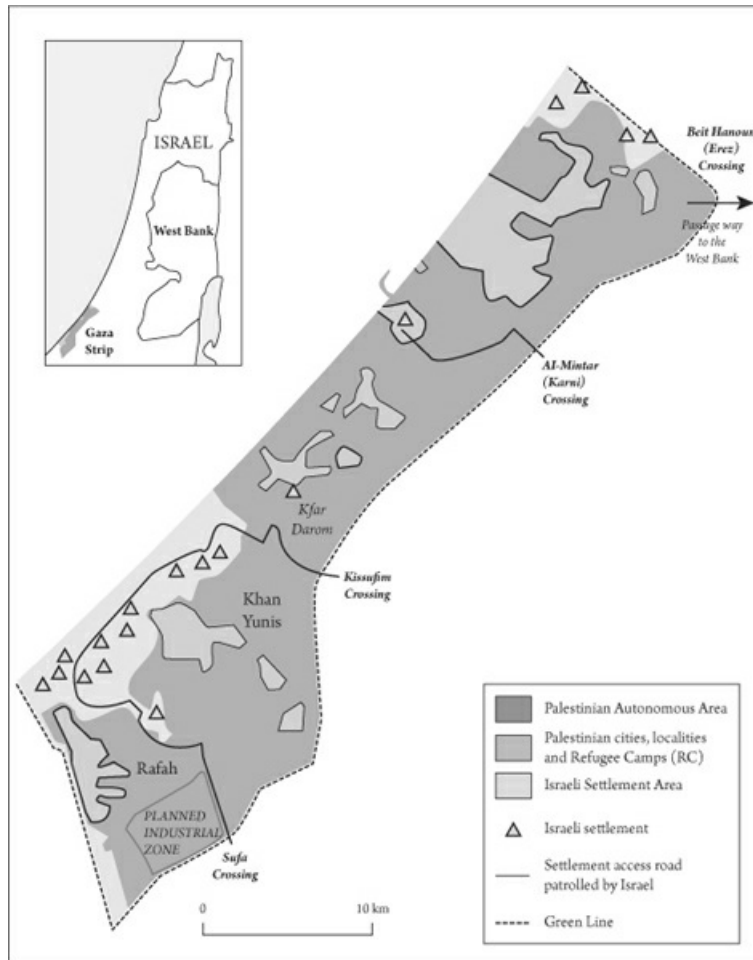 ISRAEL
West Bank
Gaza
Strip
Beit Hanoun
(Erez)
Crossing
Passage way
to the
West Bank
Al-Mintar
(Karni)
Crossing
Kfar
Darom
Kissufim
Crossing
Khan
Yunis
Rafah
PLANNED
INDUSTRIAL
ZONE
Sufa
Crossing
0
10 km
Palestinian Autonomous Area
Palestinian cities, localities
and Refugee Camps (RC)
Israeli Settlement Area
Israeli settlement
Settlement access road
patrolled by Israel
Green Line